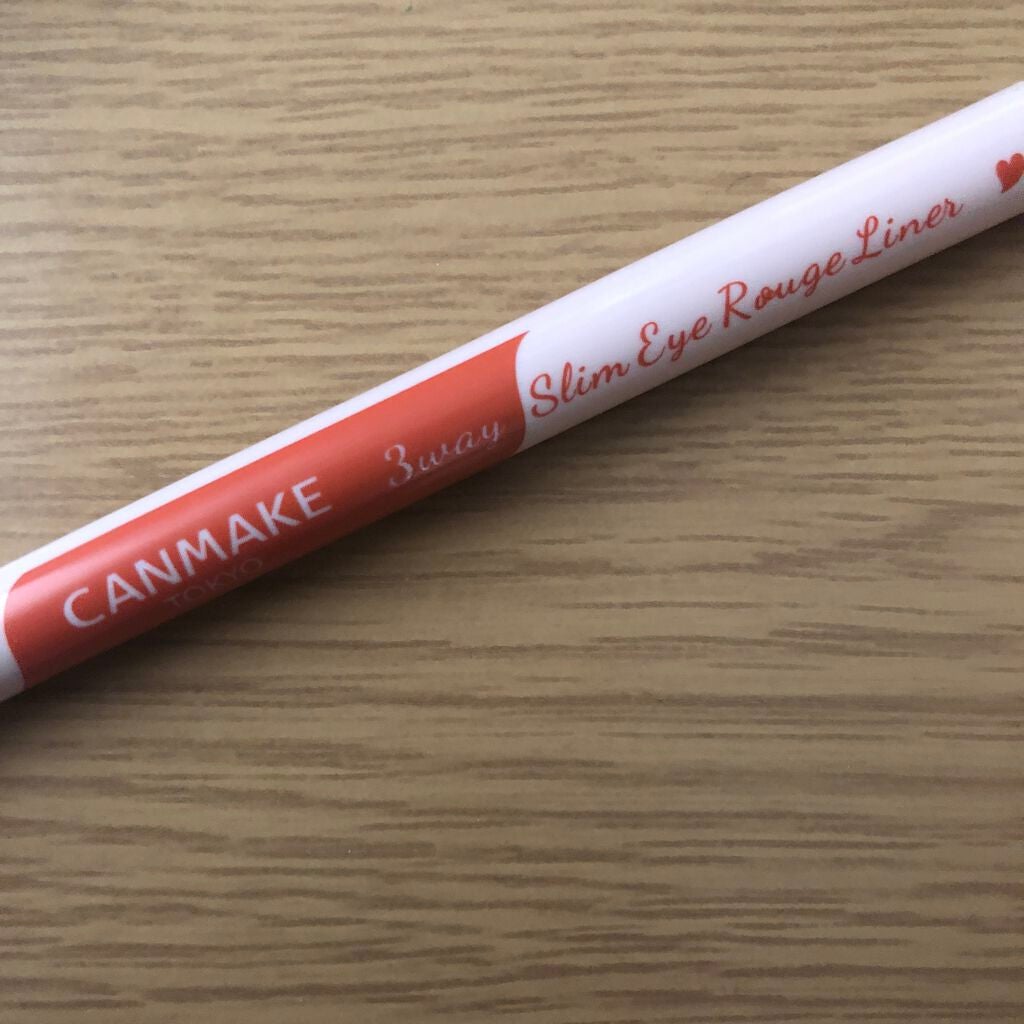 CANMAKE
TOKYO
3way Slim Eye Rouge Liner